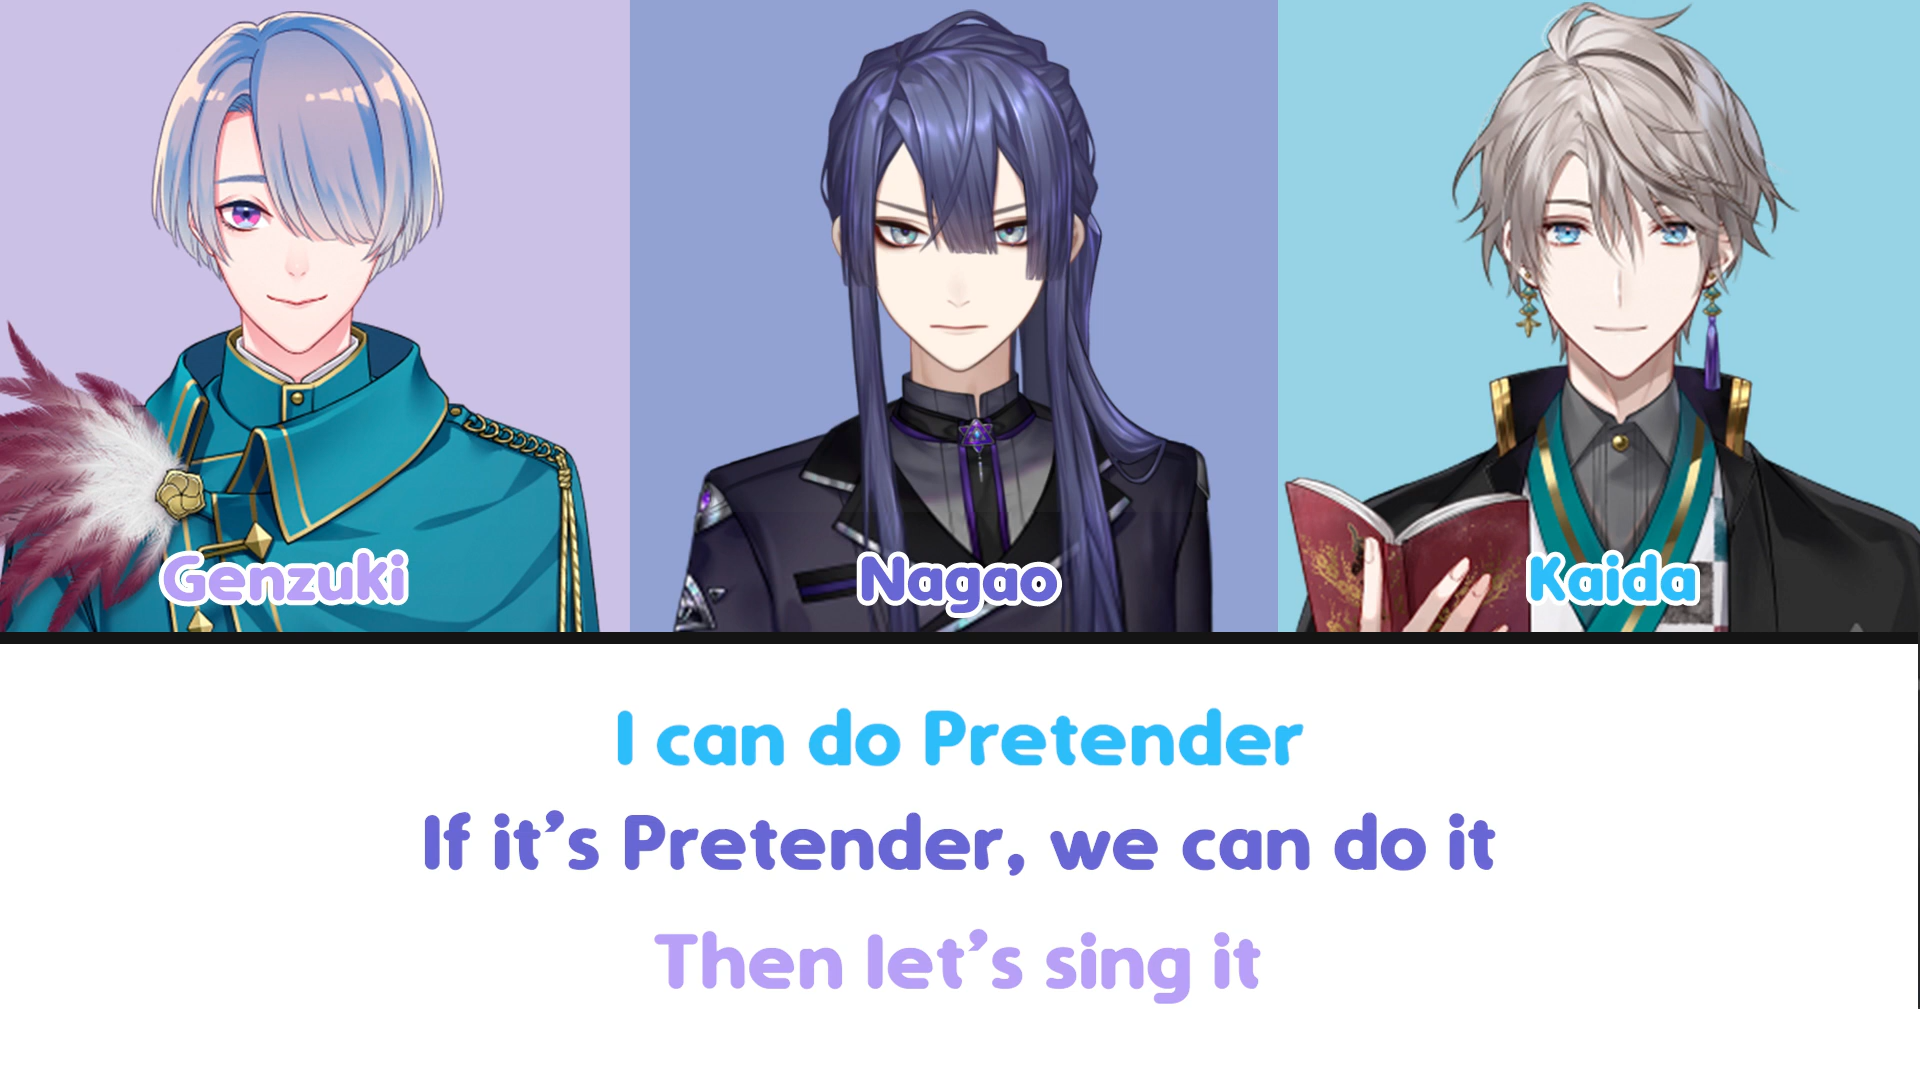 Genzuki
Nagao
Kaida
I can do Pretender
If it's Pretender, we can do it
Then let's sing it